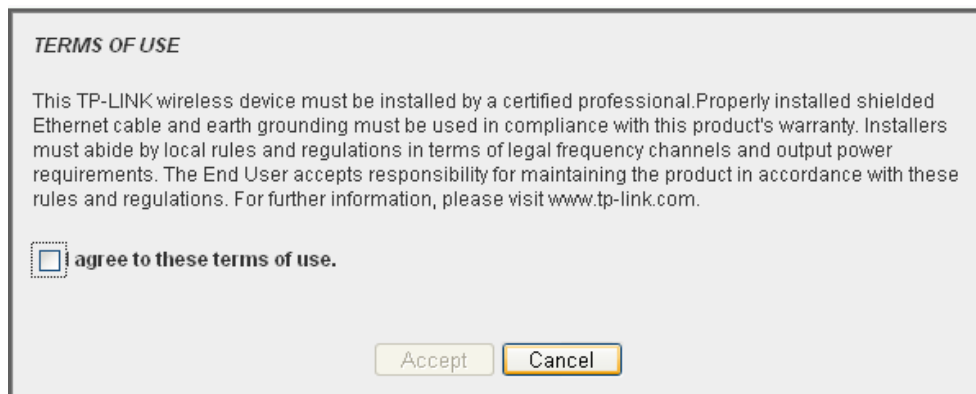 TERMS OF USE
This TP-LINK wireless device must be installed by a certified professional.Properly installed shielded
Ethernet cable and earth grounding must be used in compliance with this product's warranty. Installers
must abide by local rules and regulations in terms of legal frequency channels and output power
requirements. The End User accepts responsibility for maintaining the product in accordance with these
rules and regulations. For further information, please visit www.tp-link.com.
I agree to these terms of use.
Accept Cancel